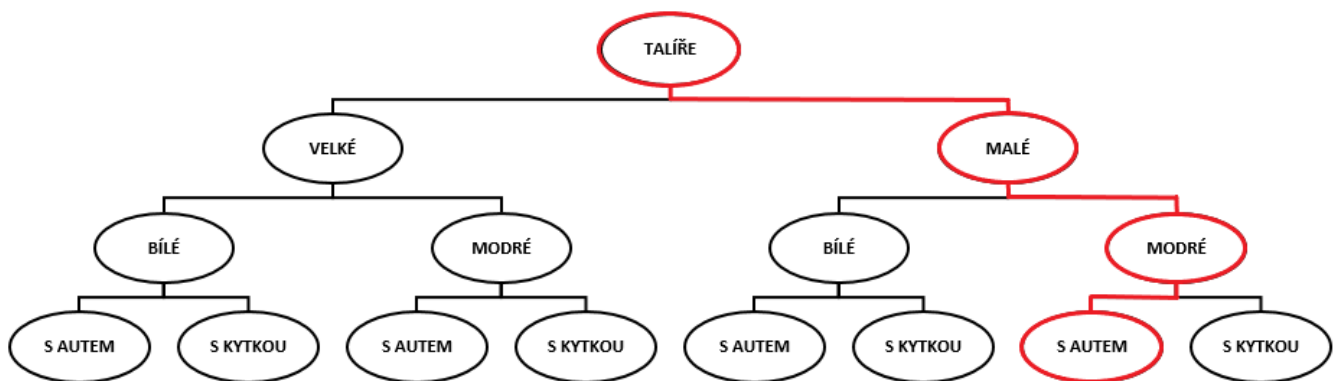 TALÍŘE
VELKÉ
MALÉ
BÍLÉ
MODRÉ
BÍLÉ
MODRÉ
S AUTEM
S KYTKOU
S AUTEM
S KYTKOU
S AUTEM
S KYTKOU
S AUTEM
S KYTKOU